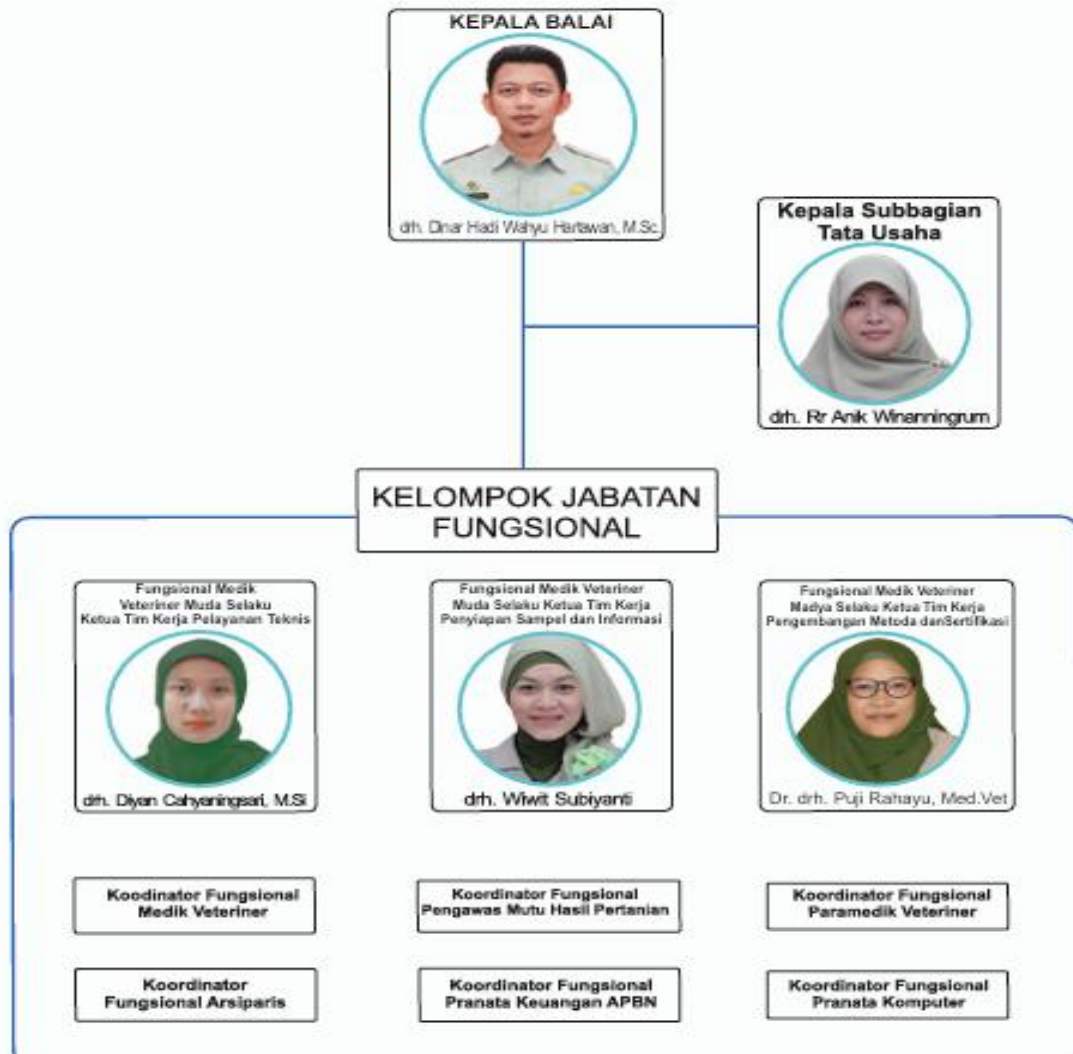 KEPALA BALAI
drh. Dinar Hadi Wahyu Hartawan, M.Sc.
Kepala Subbagian
Tata Usaha
drh. Rr Anik Winanningrum
KELOMPOK JABATAN
FUNGSIONAL
Fungsional Medik
Veteriner Muda Selaku
Ketua Tim Kerja Pelayanan Teknis
drh. Diyan Cahyaningsari, M.Si
Fungsional Medik Veteriner
Muda Selaku Ketua Tim Kerja
Penyiapan Sampel dan Informasi
drh. Wiwit Subiyanti
Fungsional Medik Veteriner
Madya Selaku Ketua Tim Kerja
Pengembangan Metoda danSertifikasi
Dr. drh. Puji Rahayu, Med.Vet
Koodinator Fungsional
Medik Veteriner
Koordinator Fungsional
Pengawas Mutu Hasil Pertanian
Koordinator Fungsional
Paramedik Veteriner
Koordinator
Fungsional Arsiparis
Koordinator Fungsional
Pranata Keuangan APBN
Koordinator Fungsional
Pranata Komputer